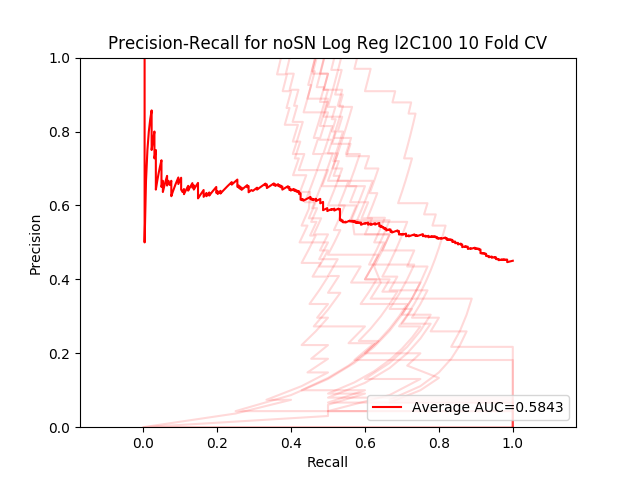 Precision-Recall for noSN Log Reg l2C100 10 Fold CV
1.0
0.8
0.6
0.4
0.2
0.0
Precision
0.0 0.2 0.4 0.6 0.8 1.0
Recall
Average AUC=0.5843